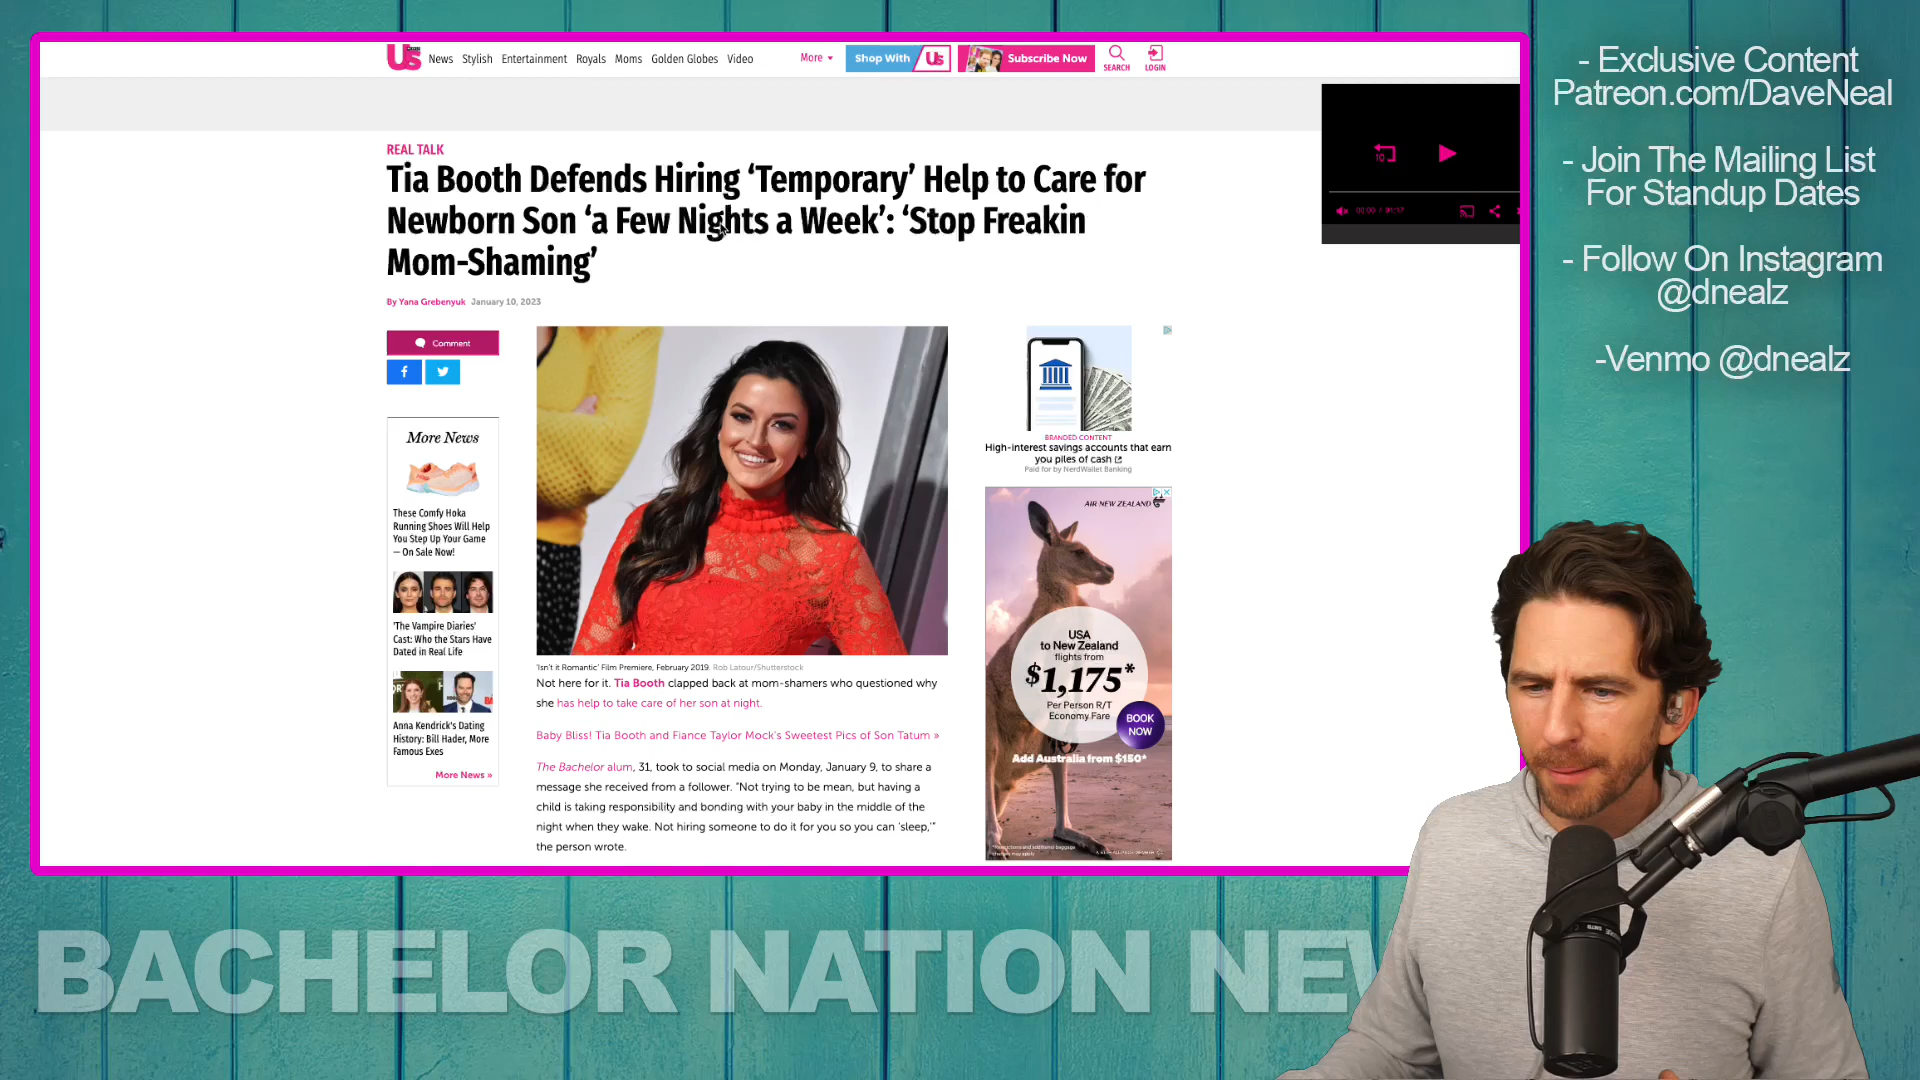 Us
News Stylish Entertainment Royals Moms Golden Globes Video More
Shop With Us
Subscribe Now
SEARCH
LOGIN
REAL TALK
Tia Booth Defends Hiring ‘Temporary’ Help to Care for
Newborn Son ‘a Few Nights a Week’: ‘Stop Freakin
Mom-Shaming’
By Yana Grebenyuk January 10, 2023
Comment
More News
These Comfy Hoka
Running Shoes Will Help
You Step Up Your Game
— On Sale Now!
'The Vampire Diaries'
Cast: Who the Stars Have
Dated in Real Life
Anna Kendrick's Dating
History: Bill Hader, More
Famous Exes
More News »
'Isn't it Romantic' Film Premiere, February 2019. Rob Latour/Shutterstock
Not here for it. Tia Booth clapped back at mom-shamers who questioned why
she has help to take care of her son at night.
Baby Bliss! Tia Booth and Fiance Taylor Mock's Sweetest Pics of Son Tatum »
The Bachelor alum, 31, took to social media on Monday, January 9, to share a
message she received from a follower. “Not trying to be mean, but having a
child is taking responsibility and bonding with your baby in the middle of the
night when they wake. Not hiring someone to do it for you so you can ‘sleep,’”
the person wrote.
BRANDED CONTENT
High-interest savings accounts that earn
you piles of cash
Paid for by NerdWallet Banking
AIR NEW ZEALAND
USA
to New Zealand
flights from
$1,175*
Per Person R/T
Economy Fare
BOOK
NOW
Add Australia from $150*
10
- Exclusive Content
Patreon.com/DaveNeal
- Join The Mailing List
For Standup Dates
- Follow On Instagram
@dnealz
-Venmo @dnealz
BACHELOR NATION NEW